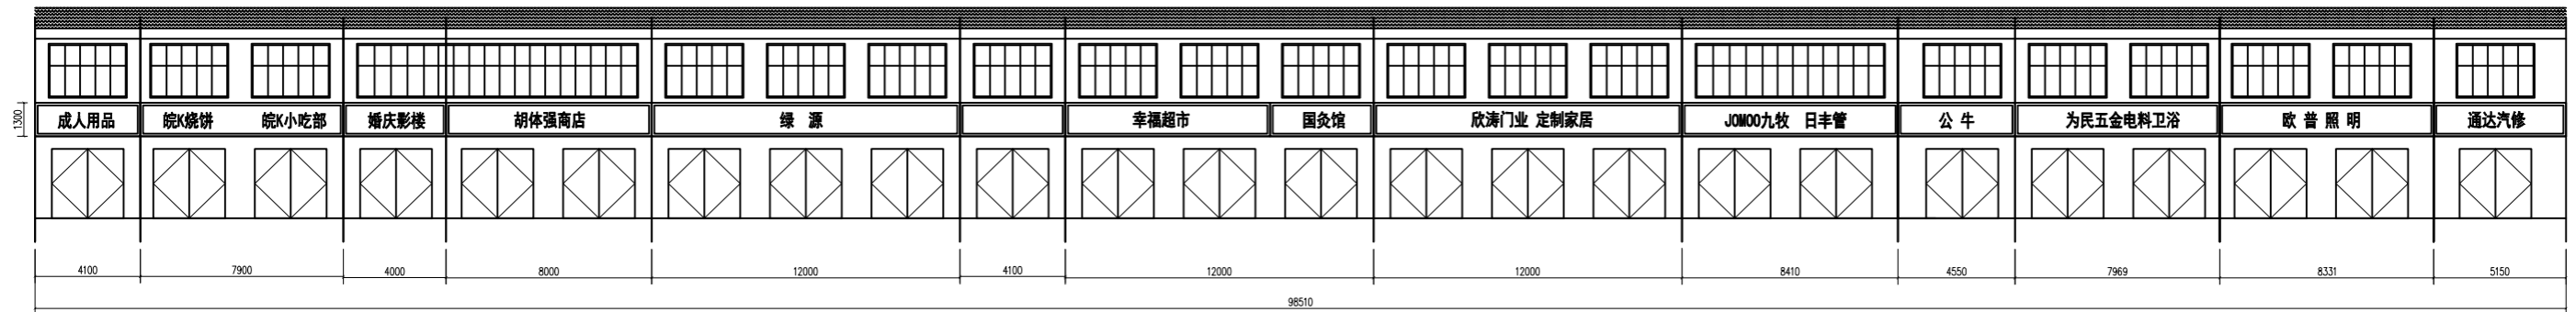 1300
成人用品 皖K烧饼 皖K小吃部 婚庆影楼 胡体强商店 绿 源 幸福超市 国灸馆 欣涛门业 定制家居 JOMOO九牧 日丰管 公 牛 为民五金电料卫浴 欧 普 照 明 通达汽修
4100 7900 4000 8000 12000 4100 12000 12000 8410 4550 7969 8331 5150
98510